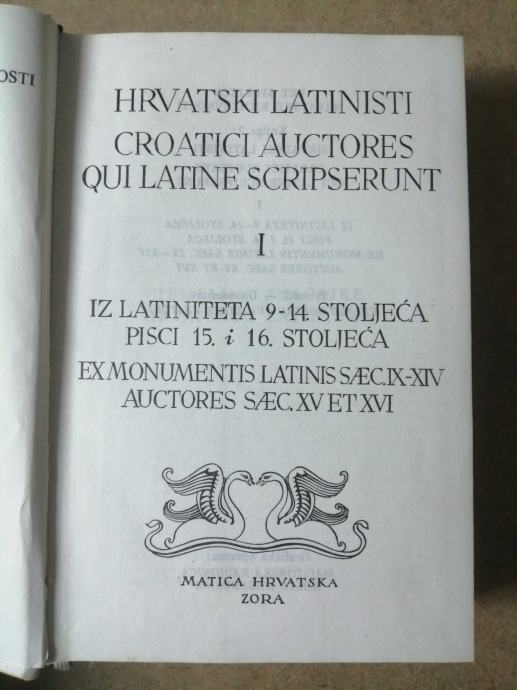 OSTI
HRVATSKI LATINISTI
CROATICI AUCTORES
QUI LATINE SCRIPSERUNT
I
IZ LATINITETA 9-14. STOLJEĆA
PISCI 15. i 16. STOLJEĆA
EX MONUMENTIS LATINIS SÆC. IX-XIV
AUCTORES SÆC. XV ET XVI
MATICA HRVATSKA
ZORA